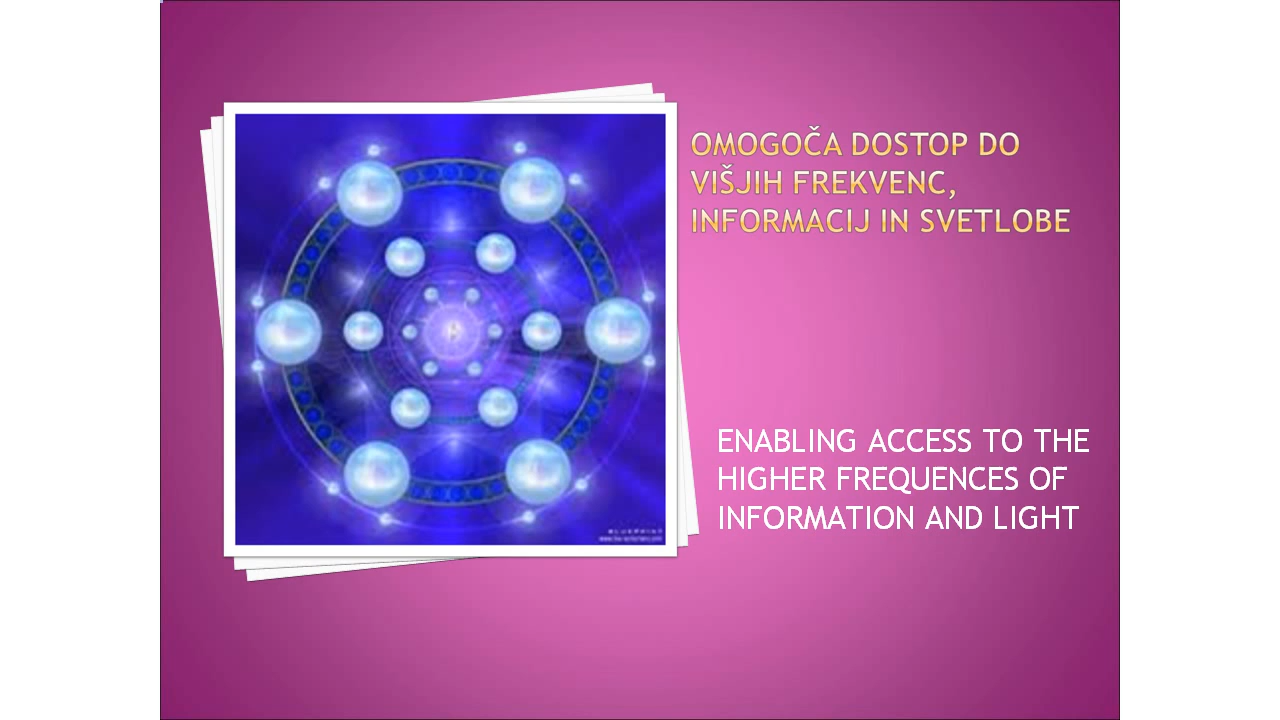 OMOGOČA DOSTOP DO
VIŠJIH FREKVENC,
INFORMACIJ IN SVETLOBE
ENABLING ACCESS TO THE
HIGHER FREQUENCES OF
INFORMATION AND LIGHT